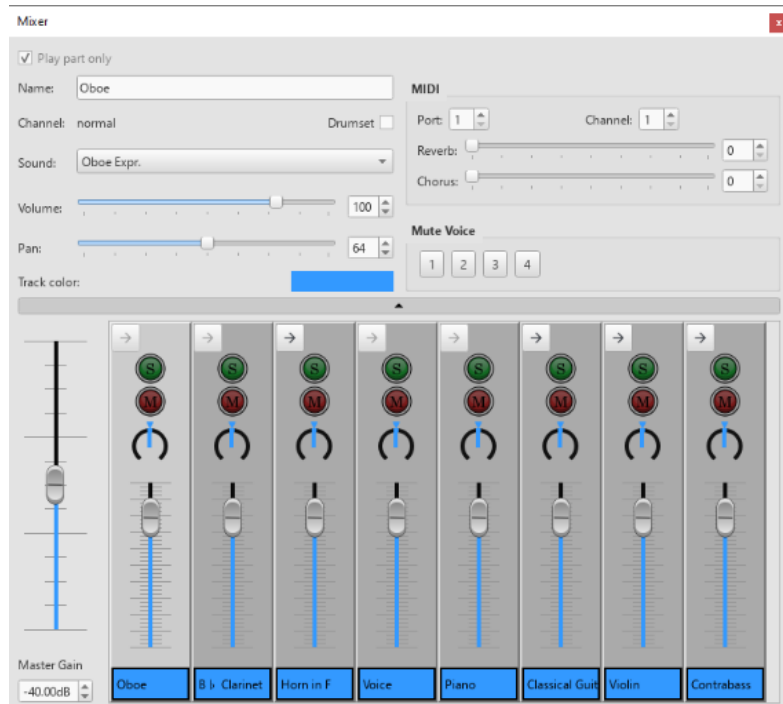 Mixer
x
Play part only
Name: Oboe
Channel: normal Drumset
Sound: Oboe Expr.
Volume: 100
Pan: 64
Track color:
MIDI
Port: 1 Channel: 1
Reverb: 0
Chorus: 0
Mute Voice
1 2 3 4
S S S S S S S S
M M M M M M M M
Master Gain
-40.00dB
Oboe B♭ Clarinet Horn in F Voice Piano Classical Guit Violin Contrabass